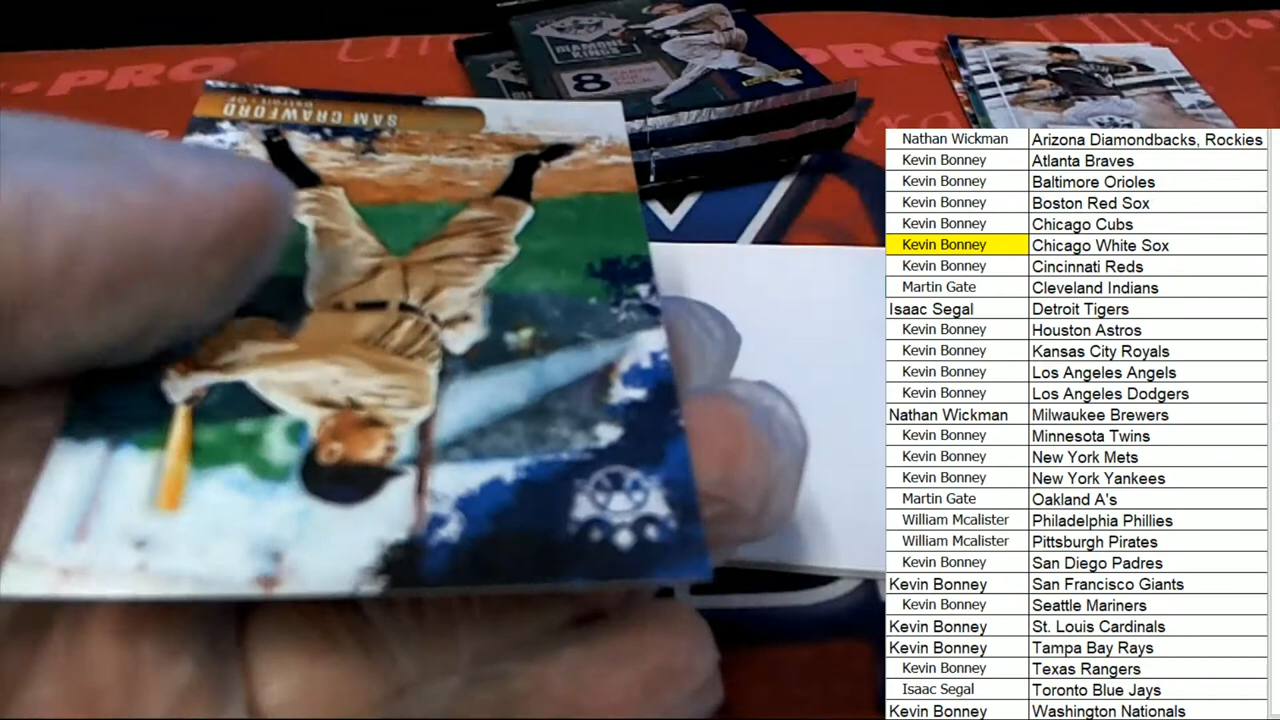 DIAMOND
KINGS
8
PRO
PRO
SAM CRAWFORD
DETROIT OF
Nathan Wickman Arizona Diamondbacks, Rockies
Kevin Bonney Atlanta Braves
Kevin Bonney Baltimore Orioles
Kevin Bonney Boston Red Sox
Kevin Bonney Chicago Cubs
Kevin Bonney Chicago White Sox
Kevin Bonney Cincinnati Reds
Martin Gate Cleveland Indians
Isaac Segal Detroit Tigers
Kevin Bonney Houston Astros
Kevin Bonney Kansas City Royals
Kevin Bonney Los Angeles Angels
Kevin Bonney Los Angeles Dodgers
Nathan Wickman Milwaukee Brewers
Kevin Bonney Minnesota Twins
Kevin Bonney New York Mets
Kevin Bonney New York Yankees
Martin Gate Oakland A's
William Mcalister Philadelphia Phillies
William Mcalister Pittsburgh Pirates
Kevin Bonney San Diego Padres
Kevin Bonney San Francisco Giants
Kevin Bonney Seattle Mariners
Kevin Bonney St. Louis Cardinals
Kevin Bonney Tampa Bay Rays
Kevin Bonney Texas Rangers
Isaac Segal Toronto Blue Jays
Kevin Bonney Washington Nationals